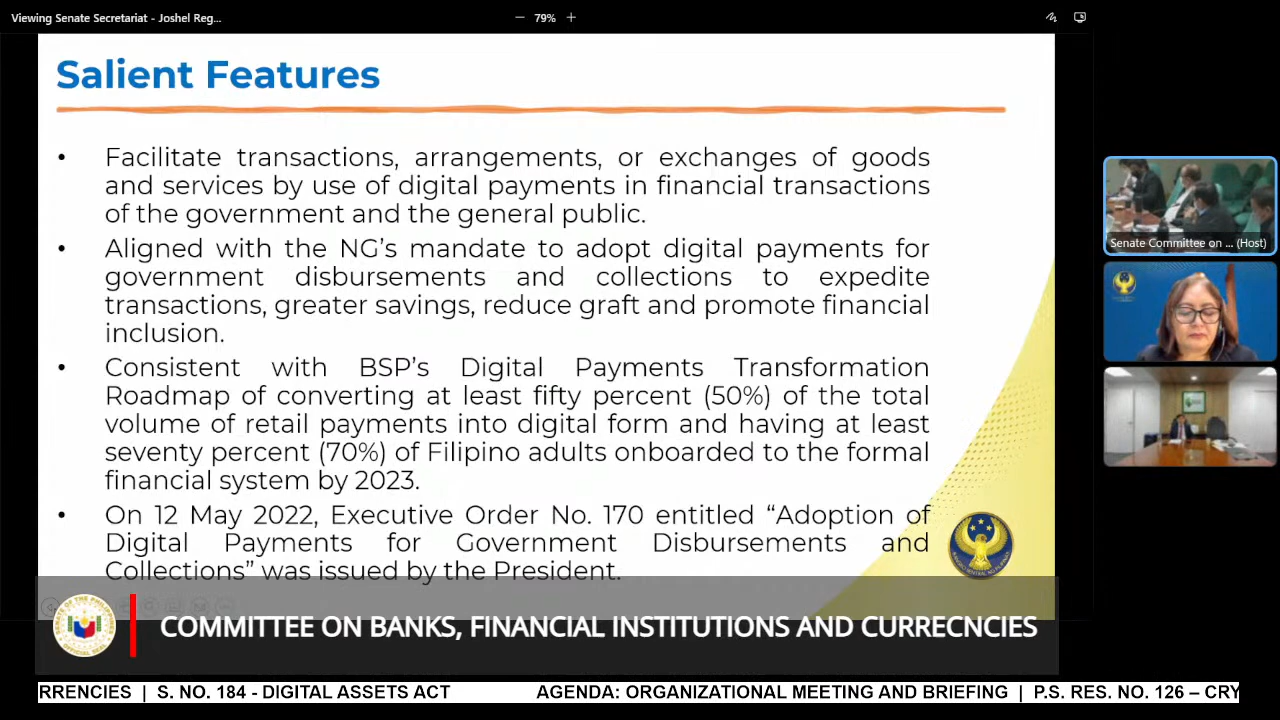 Viewing Senate Secretariat - Joshel Reg...
79%
Salient Features
• Facilitate transactions, arrangements, or exchanges of goods
and services by use of digital payments in financial transactions
of the government and the general public.
• Aligned with the NG’s mandate to adopt digital payments for
government disbursements and collections to expedite
transactions, greater savings, reduce graft and promote financial
inclusion.
• Consistent with BSP’s Digital Payments Transformation
Roadmap of converting at least fifty percent (50%) of the total
volume of retail payments into digital form and having at least
seventy percent (70%) of Filipino adults onboarded to the formal
financial system by 2023.
• On 12 May 2022, Executive Order No. 170 entitled “Adoption of
Digital Payments for Government Disbursements and
Collections” was issued by the President.
Senate Committee on ... (Host)
COMMITTEE ON BANKS, FINANCIAL INSTITUTIONS AND CURRECNCIES
RRENCIES | S. NO. 184 - DIGITAL ASSETS ACT AGENDA: ORGANIZATIONAL MEETING AND BRIEFING | P.S. RES. NO. 126 – CRY